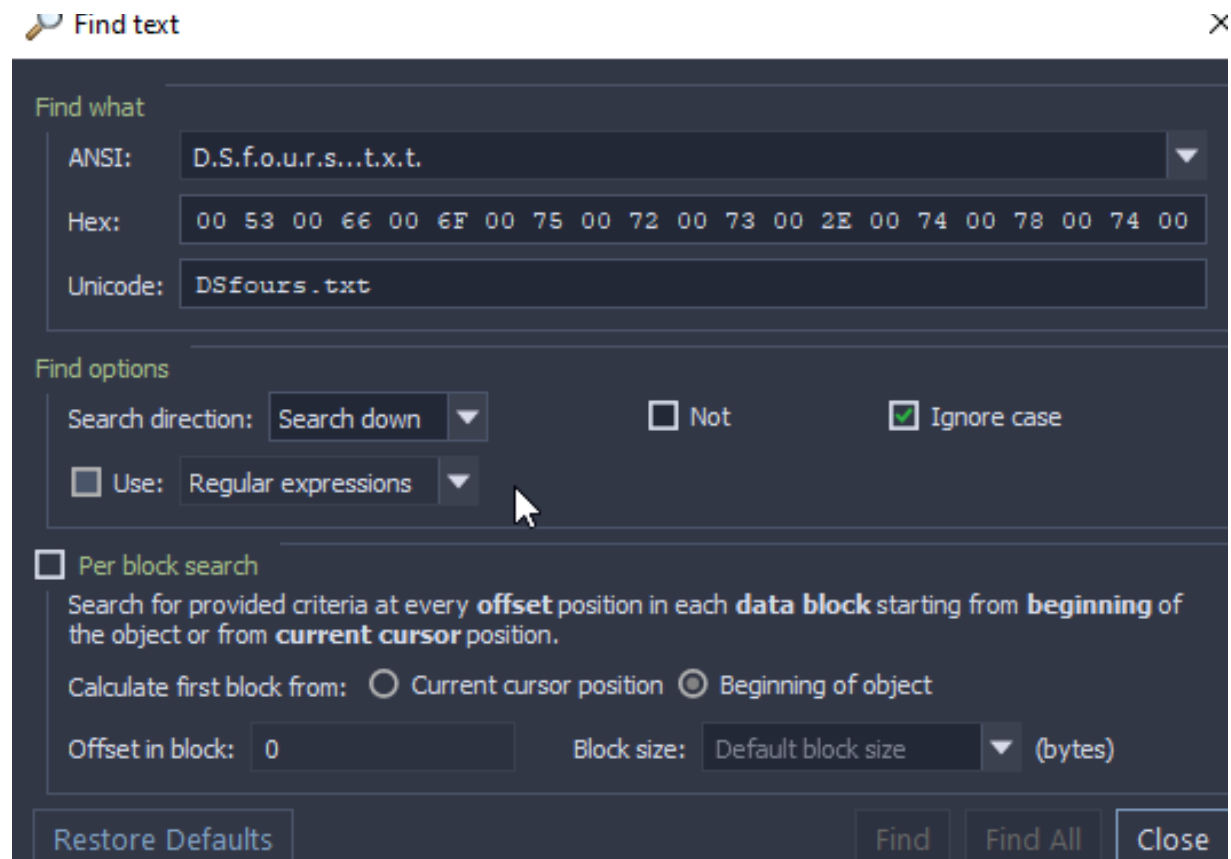 Find text
Find what
ANSI: D.S.f.o.u.r.s...t.x.t.
Hex: 00 53 00 66 00 6F 00 75 00 72 00 73 00 2E 00 74 00 78 00 74 00
Unicode: DSfours.txt
Find options
Search direction: Search down Not Ignore case
Use: Regular expressions
Per block search
Search for provided criteria at every offset position in each data block starting from beginning of
the object or from current cursor position.
Calculate first block from: Current cursor position Beginning of object
Offset in block: 0 Block size: Default block size (bytes)
Restore Defaults Find Find All Close